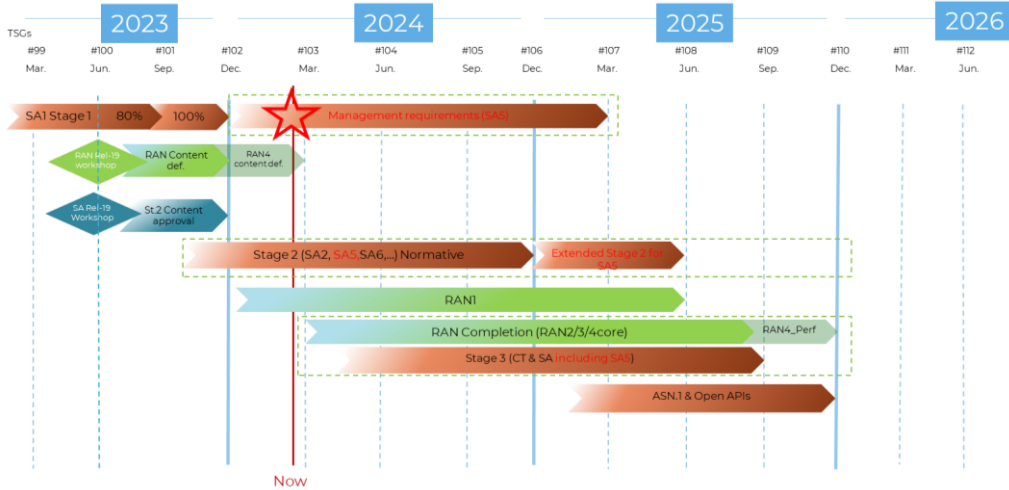 2023
2024
2025
2026
TSGs
#99
#100
#101
#102
#103
#104
#105
#106
#107
#108
#109
#110
#111
#112
Mar.
Jun.
Sep.
Dec.
Mar.
Jun.
Sep.
Dec.
Mar.
Jun.
Sep.
Dec.
Mar.
Jun.
SA1 Stage 1
80%
100%
Management requirements (SA5)
RAN Rel-19
workshop
RAN Content
def.
RAN4
content def.
SA Rel-19
Workshop
St.2 Content
approval
Stage 2 (SA2, SA5,SA6,...) Normative
Extended Stage 2 for
SA5
RAN1
RAN Completion (RAN2/3/4core)
RAN4_Perf
Stage 3 (CT & SA including SA5)
ASN.1 & Open APIs
Now